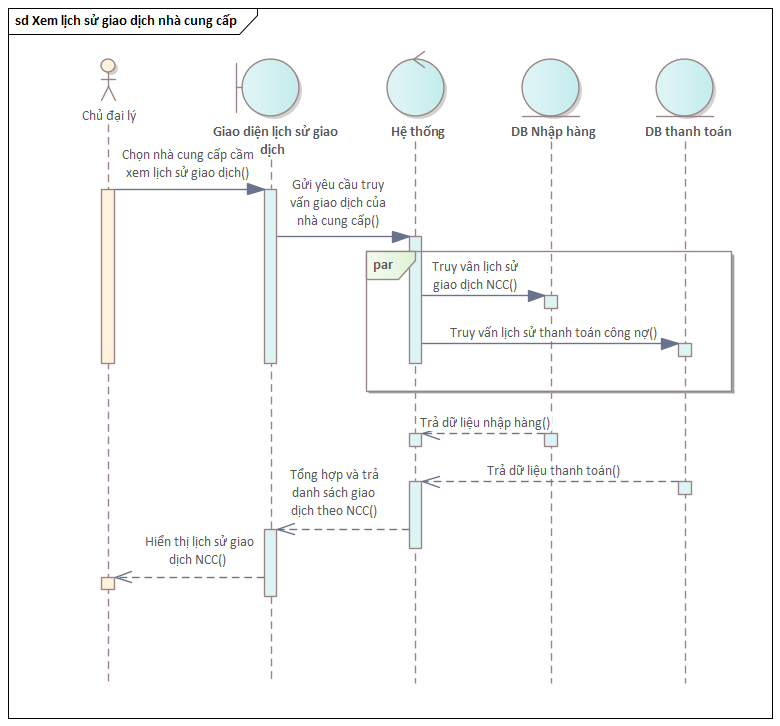 sd Xem lịch sử giao dịch nhà cung cấp
Chủ đại lý
Giao diện lịch sử giao
dịch
Hệ thống
DB Nhập hàng
DB thanh toán
Chọn nhà cung cấp cầm
xem lịch sử giao dịch()
Gửi yêu cầu truy
vấn giao dịch của
nhà cung cấp()
par
Truy vân lịch sử
giao dịch NCC()
Truy vấn lịch sử thanh toán công nợ()
Trả dữ liệu nhập hàng()
Trả dữ liệu thanh toán()
Tổng hợp và trả
danh sách giao
dịch theo NCC()
Hiển thị lịch sử giao
dịch NCC()